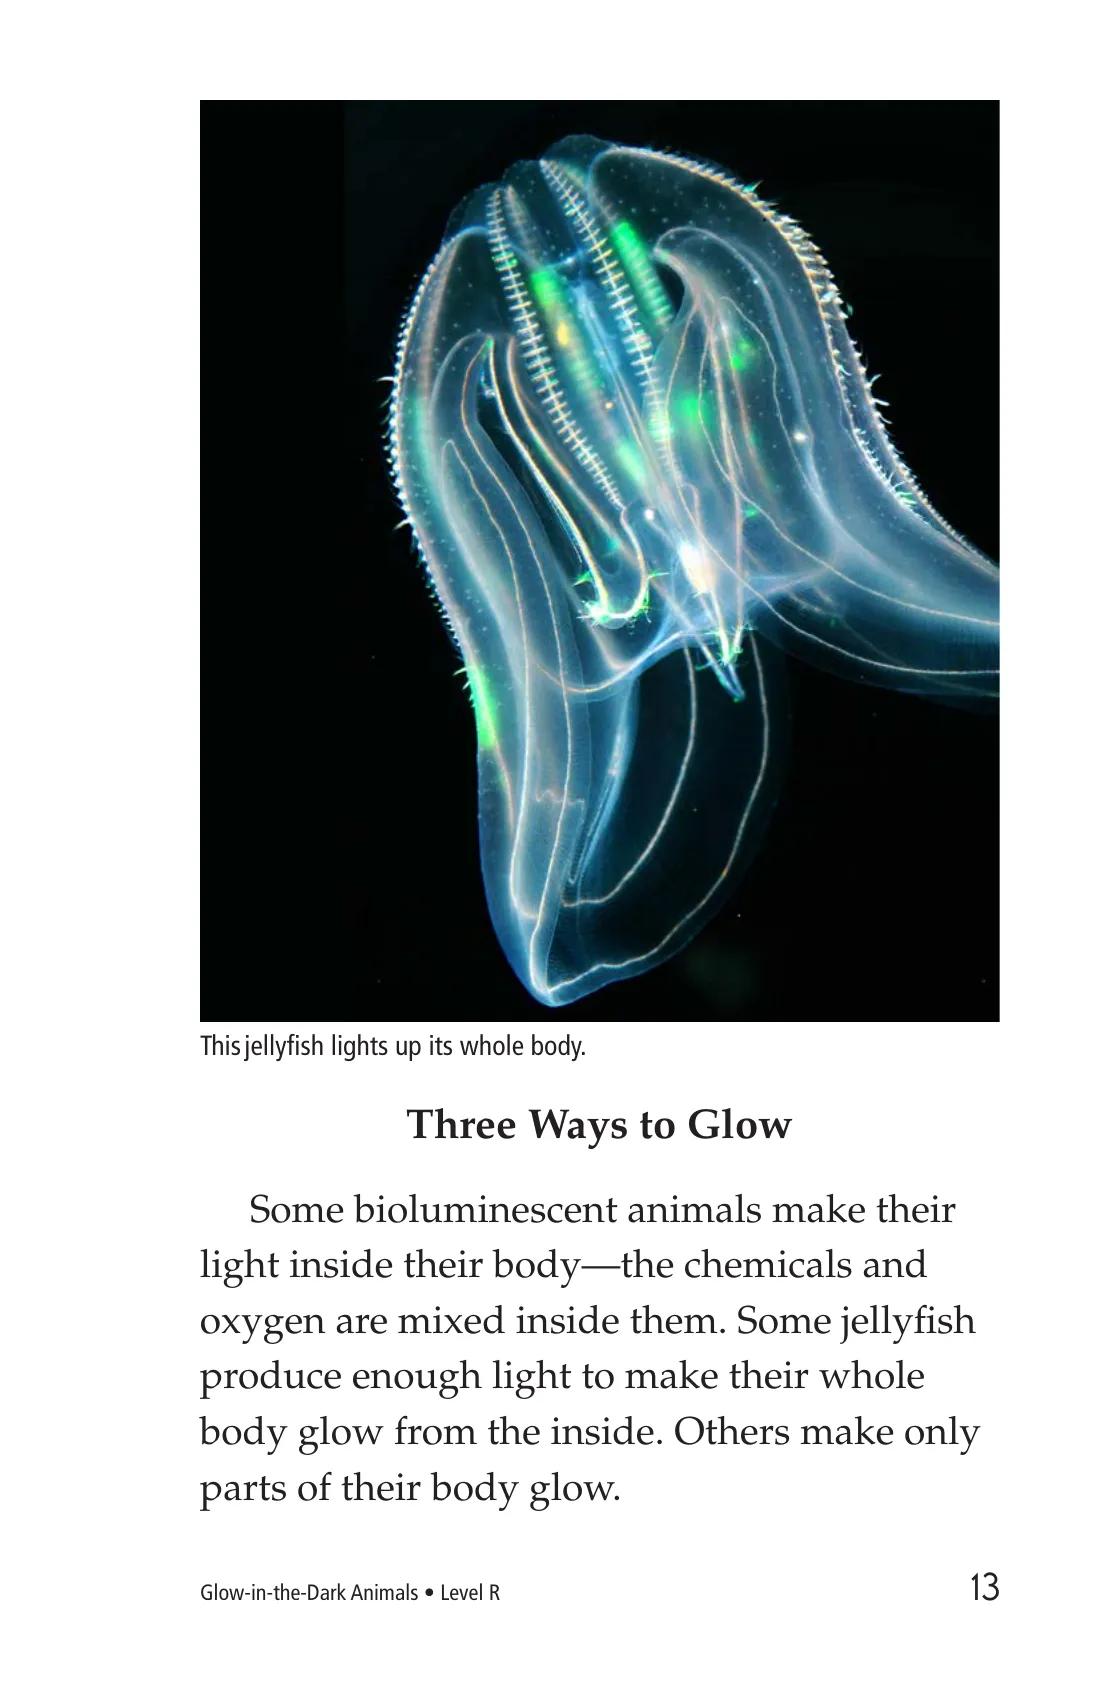 This jellyfish lights up its whole body.
Three Ways to Glow
Some bioluminescent animals make their
light inside their body—the chemicals and
oxygen are mixed inside them. Some jellyfish
produce enough light to make their whole
body glow from the inside. Others make only
parts of their body glow.
Glow-in-the-Dark Animals • Level R
13